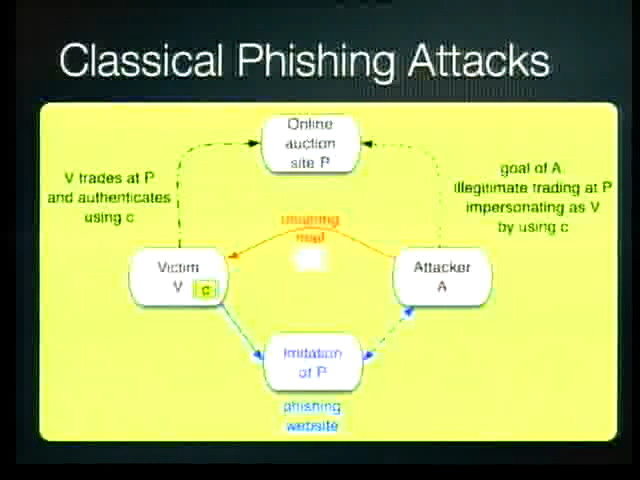 Classical Phishing Attacks
Online
auction
site P
V trades at P
and authenticates
using c
goal of A:
illegitimate trading at P
impersonating as V
by using c
mail
Victim
V c
Attacker
A
Imitation
of P
phishing
website